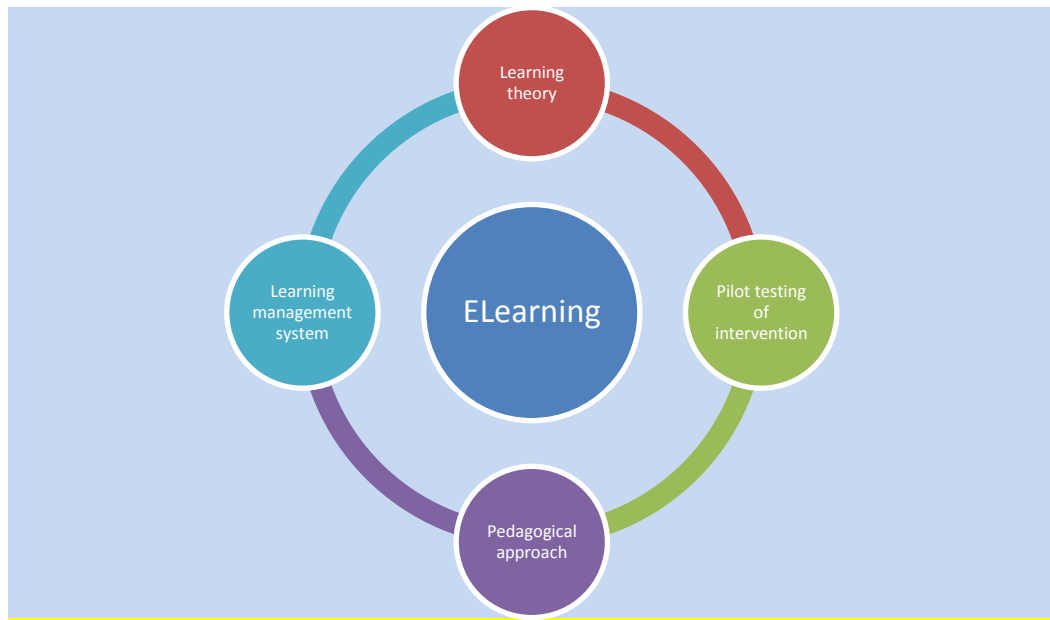 Learning
theory
Learning
management
system
ELearning
Pilot testing
of
intervention
Pedagogical
approach